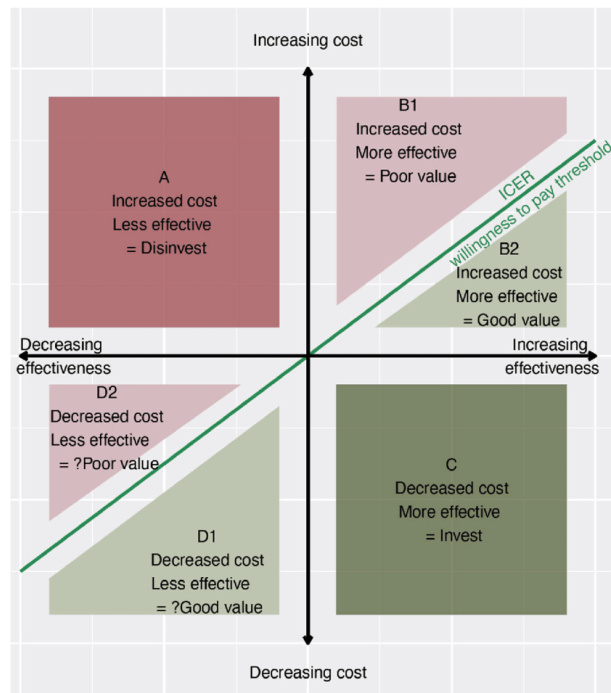 Increasing cost
A
Increased cost
Less effective
= Disinvest
B1
Increased cost
More effective
= Poor value
ICER
willingness to pay threshold
B2
Increased cost
More effective
= Good value
Decreasing
effectiveness
Increasing
effectiveness
D2
Decreased cost
Less effective
= ?Poor value
D1
Decreased cost
Less effective
= ?Good value
C
Decreased cost
More effective
= Invest
Decreasing cost